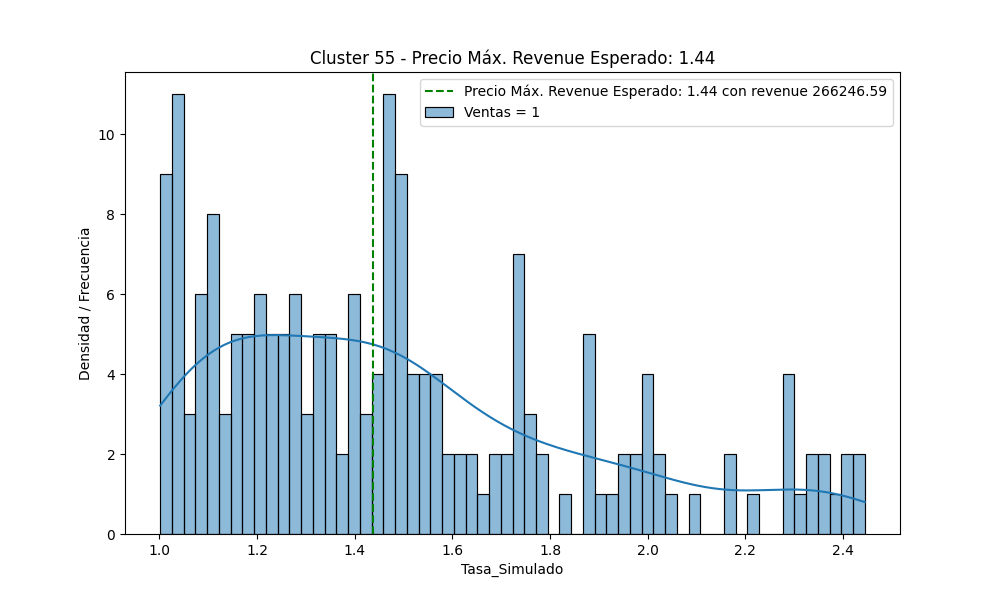 Cluster 55 - Precio Máx. Revenue Esperado: 1.44
Precio Máx. Revenue Esperado: 1.44 con revenue 266246.59
Ventas = 1
Densidad / Frecuencia
10
8
6
4
2
0
1.0 1.2 1.4 1.6 1.8 2.0 2.2 2.4
Tasa_Simulado